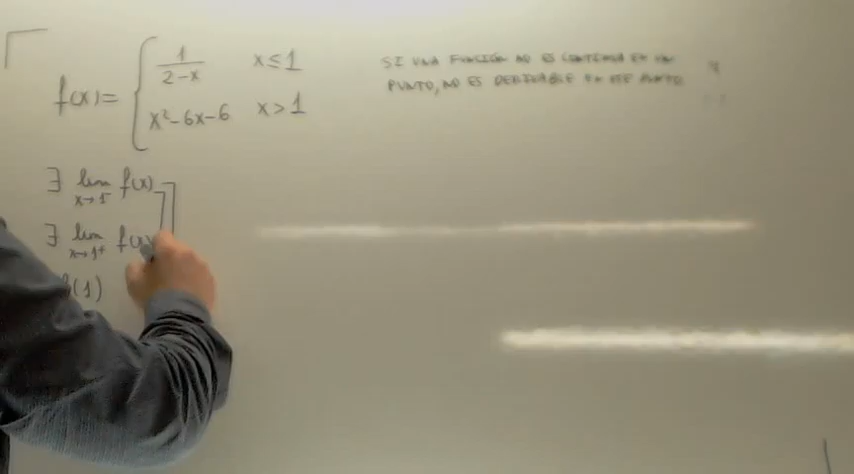 f(x)= { 1/(2-x) x≤1
x²-6x-6 x>1
SI UNA FUNCIÓN NO ES CONTINUA EN UN
PUNTO, NO ES DERIVABLE EN ESE PUNTO
∃ lim x→1⁻ f(x)
∃ lim x→1⁺ f(x)
f(1)